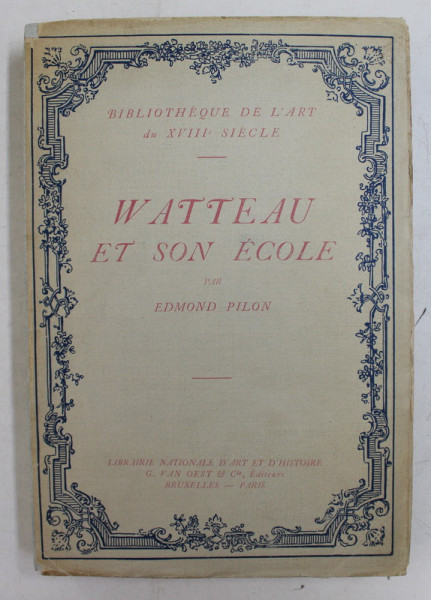 BIBLIOTHÈQUE DE L'ART
du XVIIIe SIÈCLE
WATTEAU
ET SON ÉCOLE
PAR
EDMOND PILON
LIBRAIRIE NATIONALE D'ART ET D'HISTOIRE
G. VAN OEST & Cie, Éditeurs
BRUXELLES — PARIS